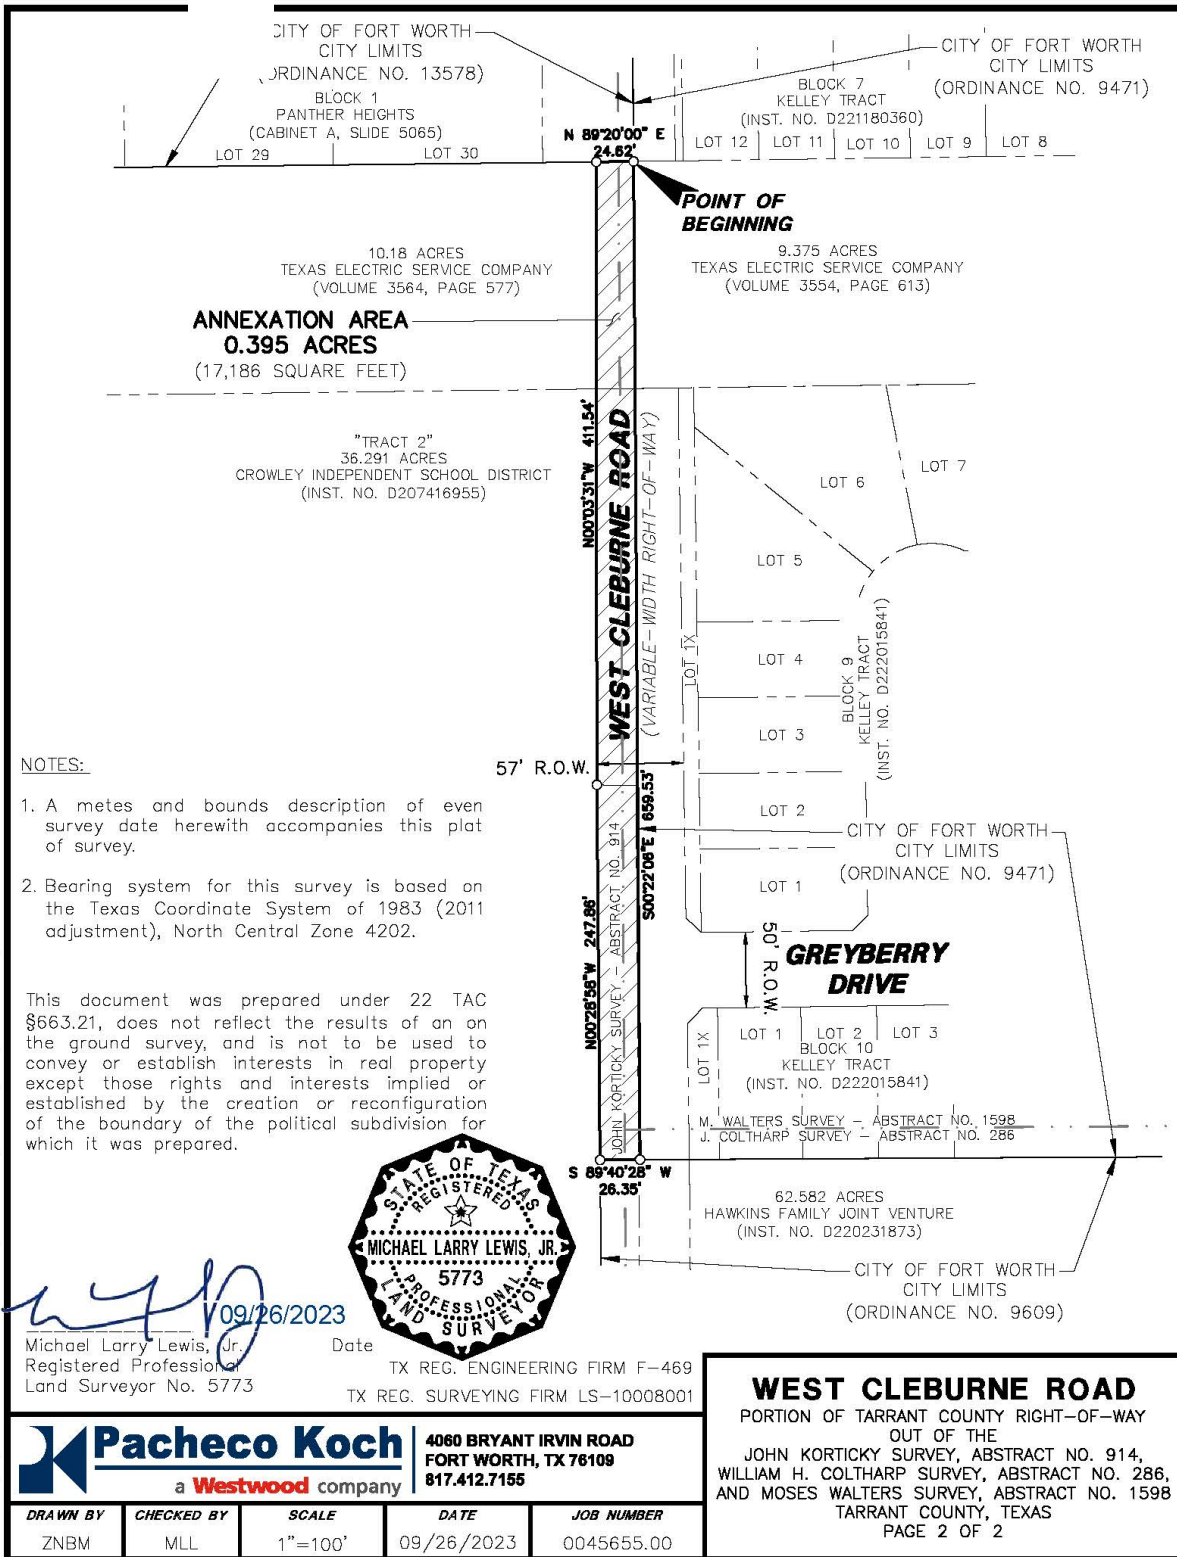 CITY OF FORT WORTH
CITY LIMITS
(ORDINANCE NO. 13578)
CITY OF FORT WORTH
CITY LIMITS
(ORDINANCE NO. 9471)
BLOCK 1
PANTHER HEIGHTS
(CABINET A, SLIDE 5065)
BLOCK 7
KELLEY TRACT
(INST. NO. D221180360)
LOT 29
LOT 30
N 89°20'00" E
24.62'
LOT 12
LOT 11
LOT 10
LOT 9
LOT 8
POINT OF
BEGINNING
10.18 ACRES
TEXAS ELECTRIC SERVICE COMPANY
(VOLUME 3564, PAGE 577)
9.375 ACRES
TEXAS ELECTRIC SERVICE COMPANY
(VOLUME 3554, PAGE 613)
ANNEXATION AREA
0.395 ACRES
(17,186 SQUARE FEET)
"TRACT 2"
36.291 ACRES
CROWLEY INDEPENDENT SCHOOL DISTRICT
(INST. NO. D207416955)
N00°03'31"W 411.54'
WEST CLEBURNE ROAD
(VARIABLE-WIDTH RIGHT-OF-WAY)
LOT 7
LOT 6
LOT 5
LOT 4
LOT 3
LOT 2
LOT 1
LOT 1X
BLOCK 9
KELLEY TRACT
(INST. NO. D222015841)
57' R.O.W.
S00°22'06"E 659.53'
N00°28'58"W 247.86'
JOHN KORTICKY SURVEY - ABSTRACT NO. 914
CITY OF FORT WORTH
CITY LIMITS
(ORDINANCE NO. 9471)
50' R.O.W.
GREYBERRY
DRIVE
LOT 1X
LOT 1
LOT 2
LOT 3
BLOCK 10
KELLEY TRACT
(INST. NO. D222015841)
M. WALTERS SURVEY - ABSTRACT NO. 1598
J. COLTHARP SURVEY - ABSTRACT NO. 286
S 89°40'28" W
26.35'
62.582 ACRES
HAWKINS FAMILY JOINT VENTURE
(INST. NO. D220231873)
CITY OF FORT WORTH
CITY LIMITS
(ORDINANCE NO. 9609)
NOTES:
1. A metes and bounds description of even
survey date herewith accompanies this plat
of survey.
2. Bearing system for this survey is based on
the Texas Coordinate System of 1983 (2011
adjustment), North Central Zone 4202.
This document was prepared under 22 TAC
§663.21, does not reflect the results of an on
the ground survey, and is not to be used to
convey or establish interests in real property
except those rights and interests implied or
established by the creation or reconfiguration
of the boundary of the political subdivision for
which it was prepared.
STATE OF TEXAS
REGISTERED
MICHAEL LARRY LEWIS, JR.
5773
PROFESSIONAL
LAND SURVEYOR
09/26/2023
Michael Larry Lewis, Jr.
Date
Registered Professional
Land Surveyor No. 5773
TX REG. ENGINEERING FIRM F-469
TX REG. SURVEYING FIRM LS-10008001
Pacheco Koch
a Westwood company
4060 BRYANT IRVIN ROAD
FORT WORTH, TX 76109
817.412.7155
DRAWN BY
CHECKED BY
SCALE
DATE
JOB NUMBER
ZNBM
MLL
1"=100'
09/26/2023
0045655.00
WEST CLEBURNE ROAD
PORTION OF TARRANT COUNTY RIGHT-OF-WAY
OUT OF THE
JOHN KORTICKY SURVEY, ABSTRACT NO. 914,
WILLIAM H. COLTHARP SURVEY, ABSTRACT NO. 286,
AND MOSES WALTERS SURVEY, ABSTRACT NO. 1598
TARRANT COUNTY, TEXAS
PAGE 2 OF 2